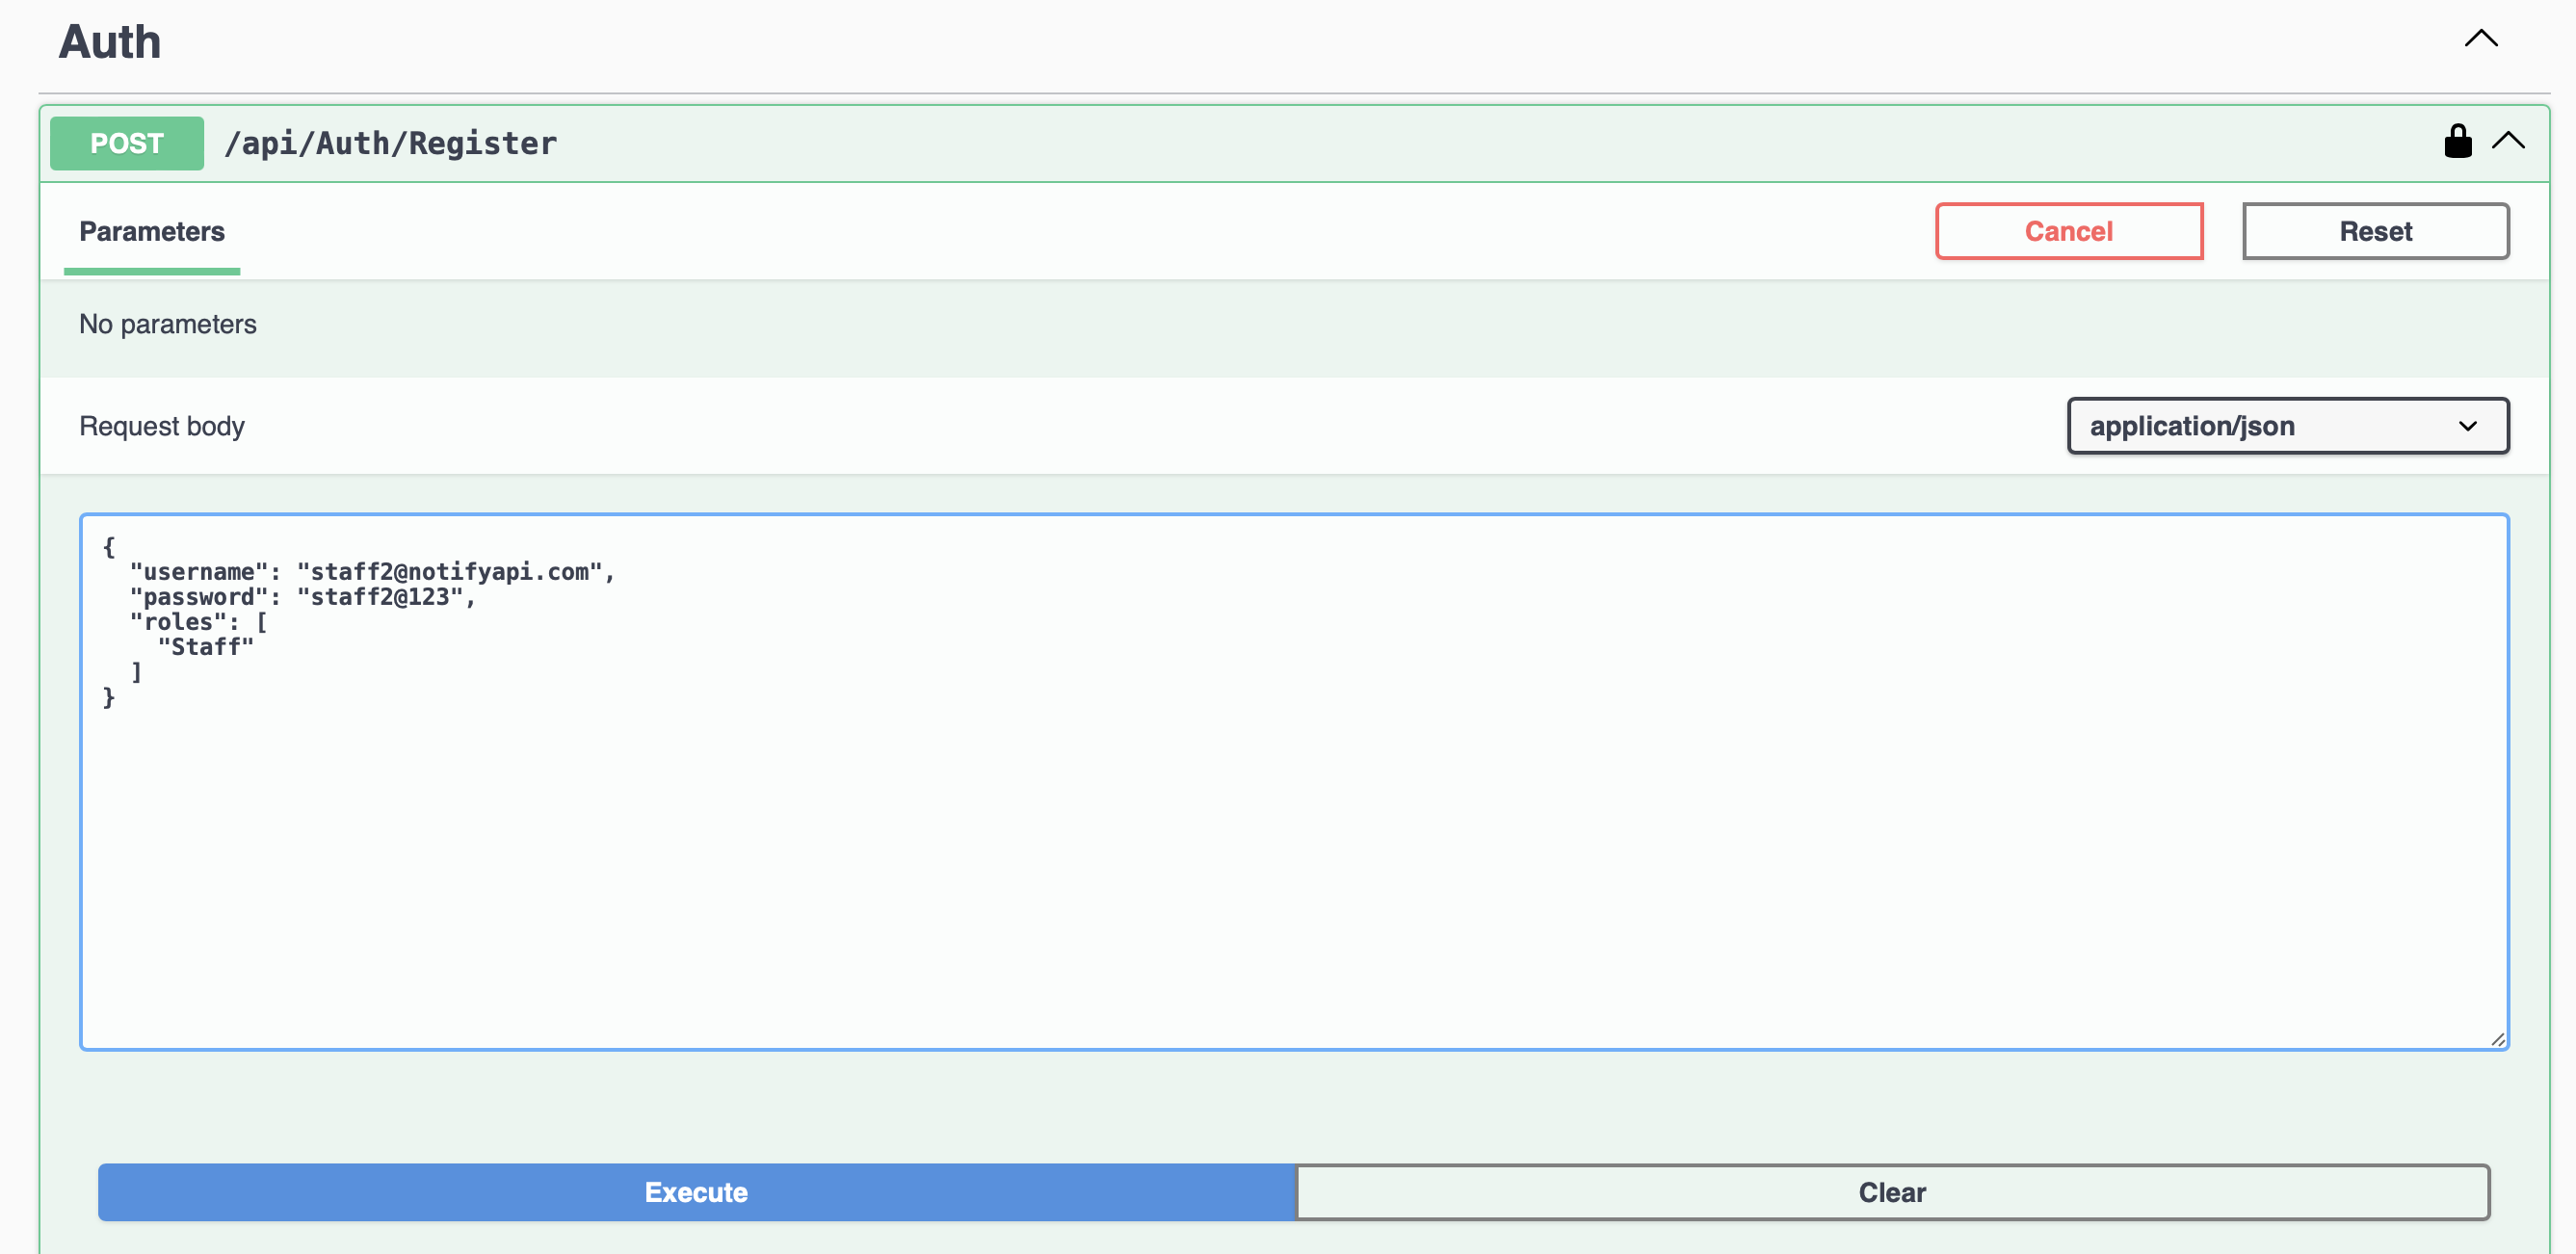 Auth
POST /api/Auth/Register
Parameters Cancel Reset
No parameters
Request body application/json
{
  "username": "staff2@notifyapi.com",
  "password": "staff2@123",
  "roles": [
    "Staff"
  ]
}
Execute Clear